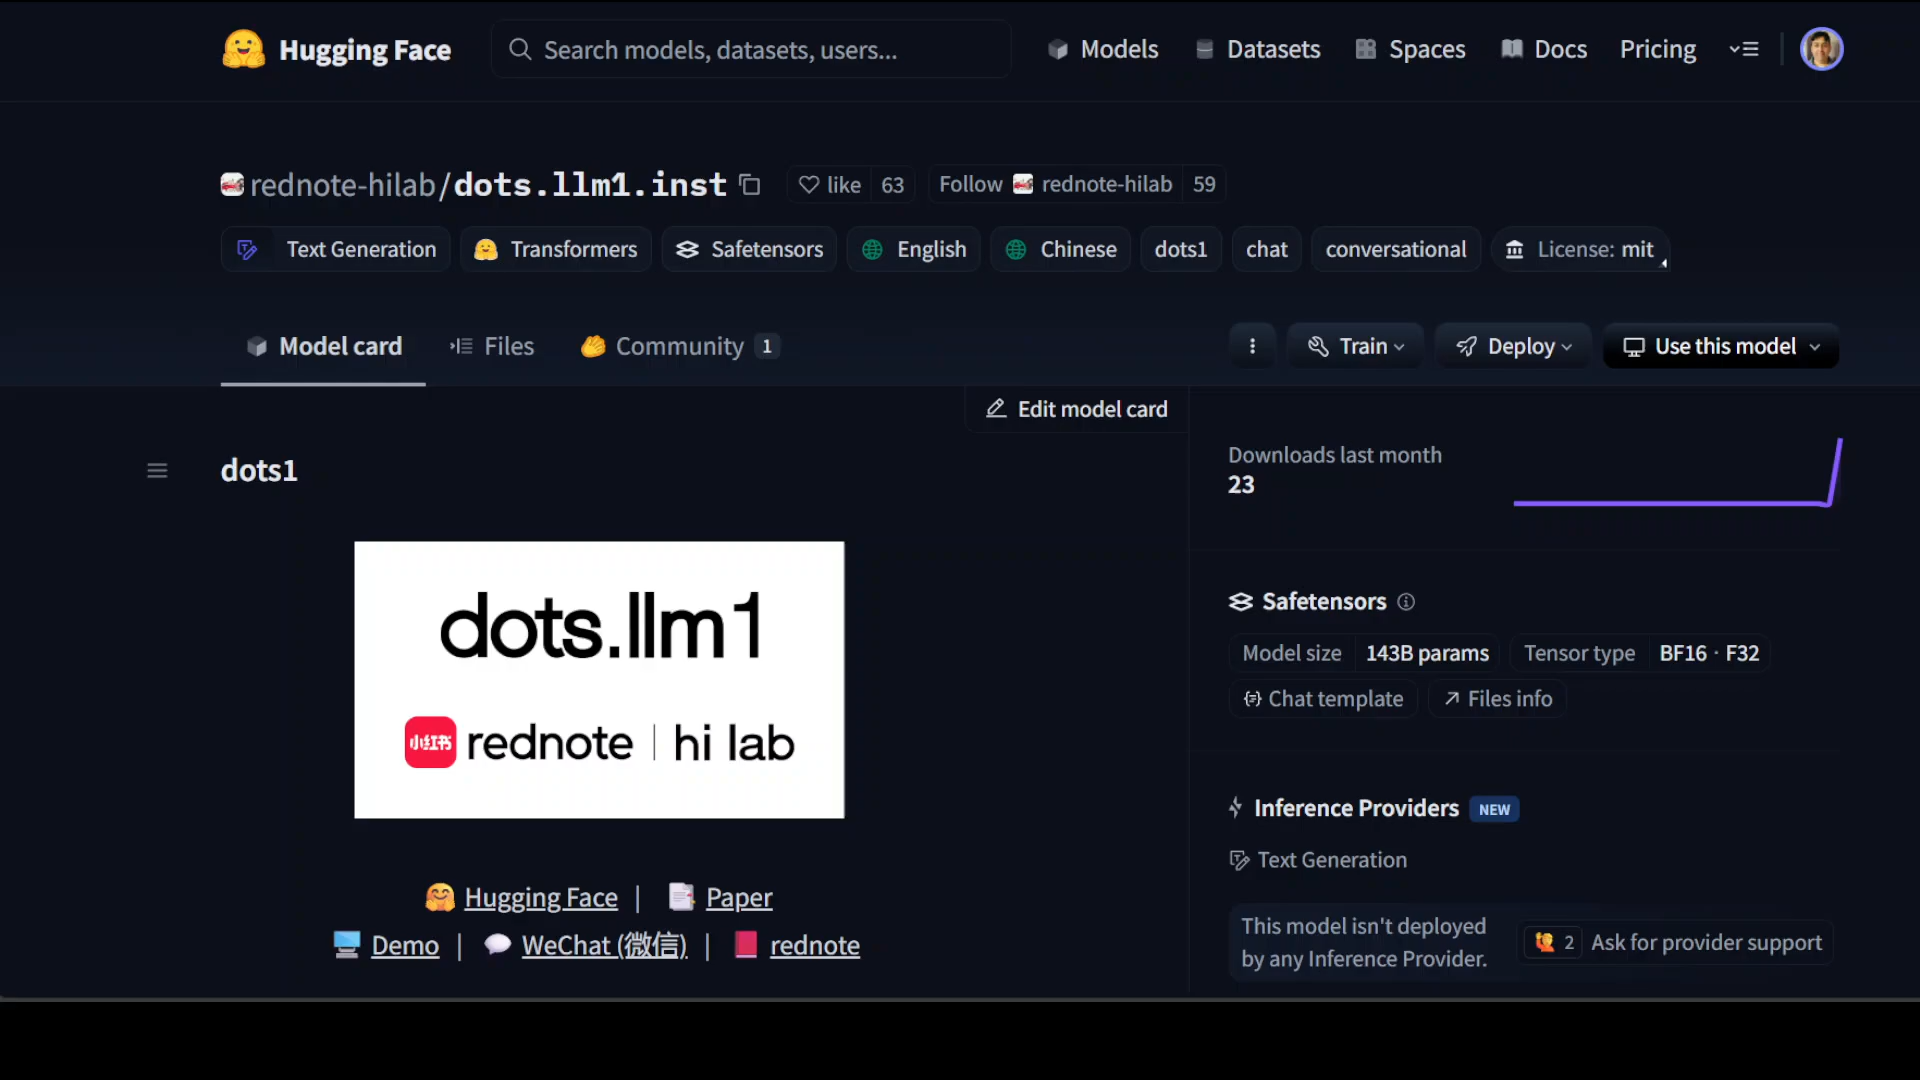 Hugging Face
Search models, datasets, users...
Models
Datasets
Spaces
Docs
Pricing
rednote-hilab/dots.llm1.inst
like 63
Follow rednote-hilab 59
Text Generation
Transformers
Safetensors
English
Chinese
dots1
chat
conversational
License: mit
Model card
Files
Community 1
Train
Deploy
Use this model
Edit model card
dots1
dots.llm1
小红书 rednote | hi lab
Hugging Face | Paper
Demo | WeChat (微信) | rednote
Downloads last month
23
Safetensors
Model size 143B params
Tensor type BF16 · F32
Chat template
Files info
Inference Providers NEW
Text Generation
This model isn't deployed
by any Inference Provider.
2 Ask for provider support